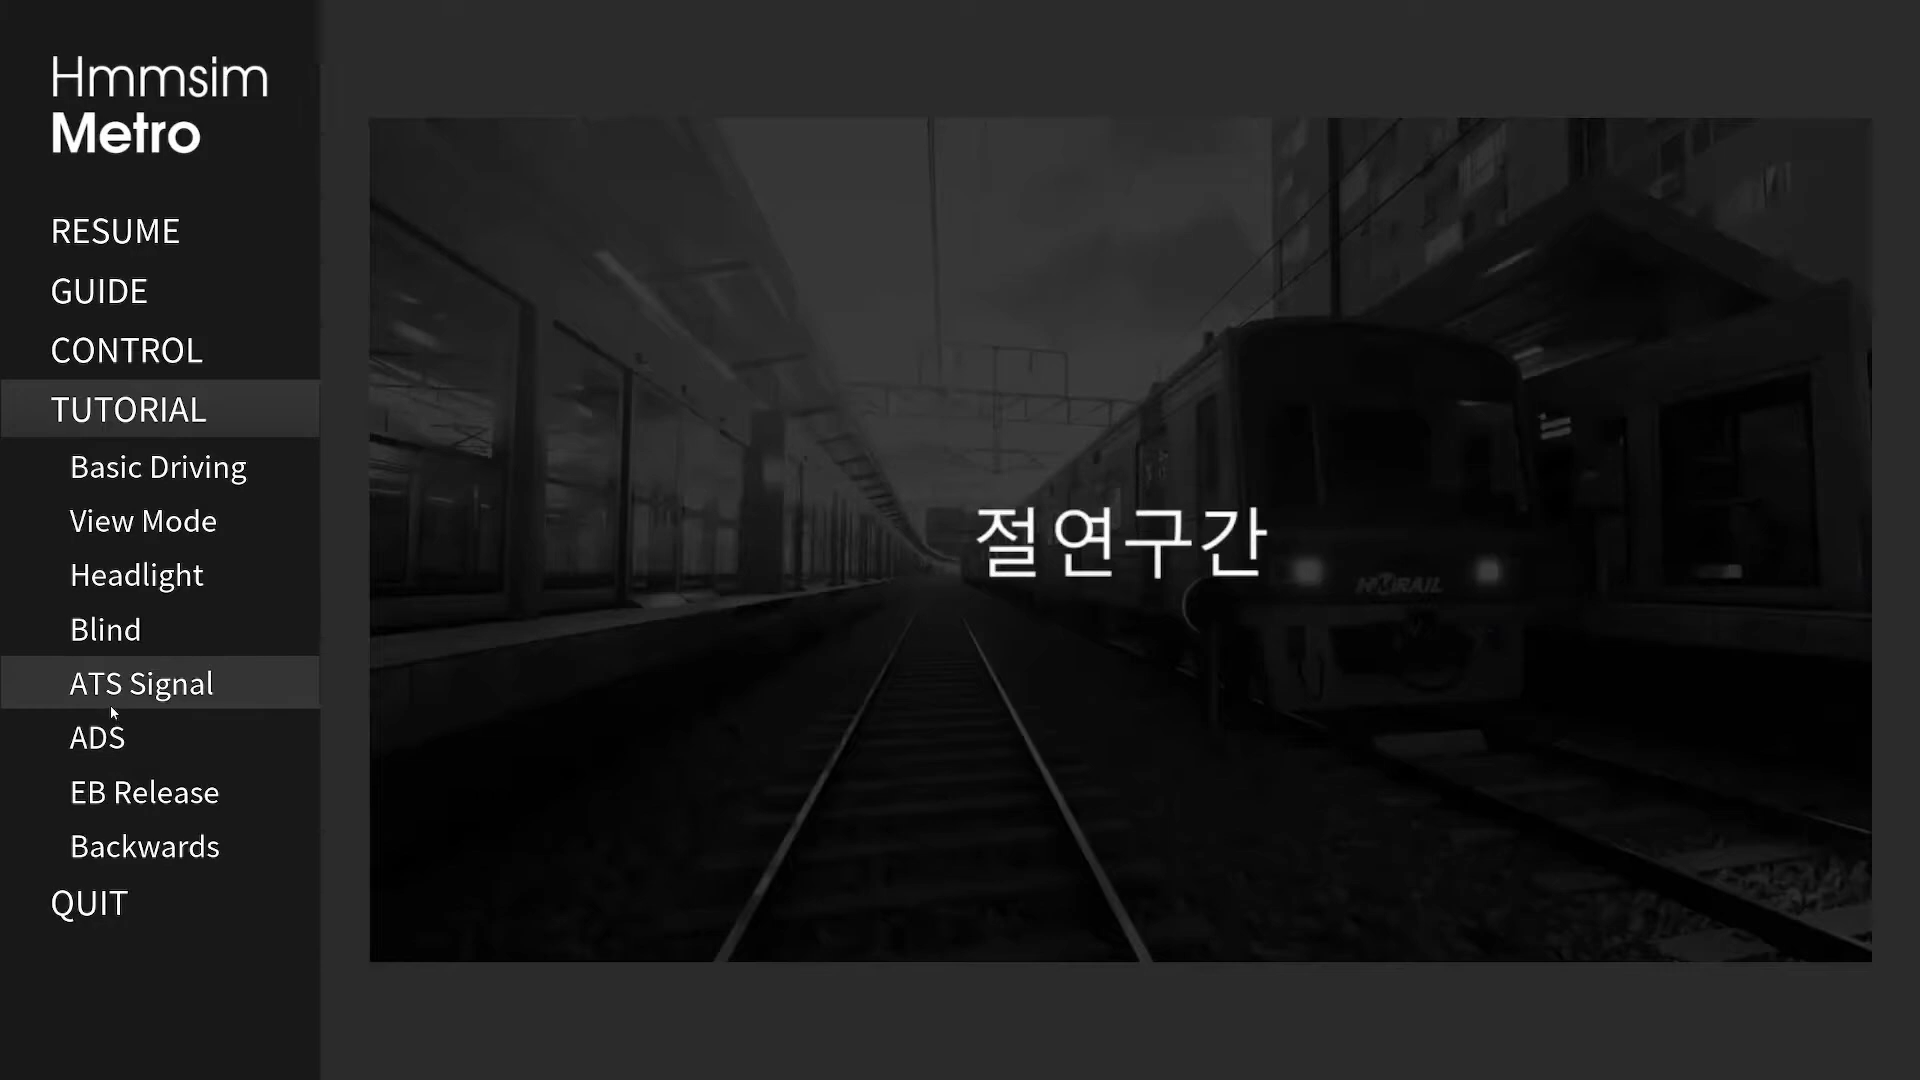 Hmmsim
Metro
RESUME
GUIDE
CONTROL
TUTORIAL
Basic Driving
View Mode
Headlight
Blind
ATS Signal
ADS
EB Release
Backwards
QUIT
절연구간